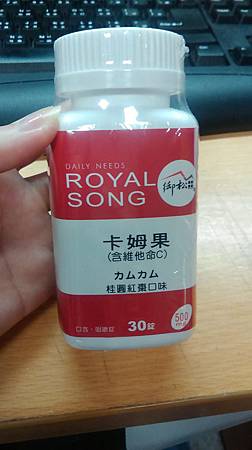 DAILY NEEDS
ROYAL
SONG
御松
卡姆果
(含維他命C)
カムカム
桂圓紅棗口味
口含・咀嚼錠
30錠
500